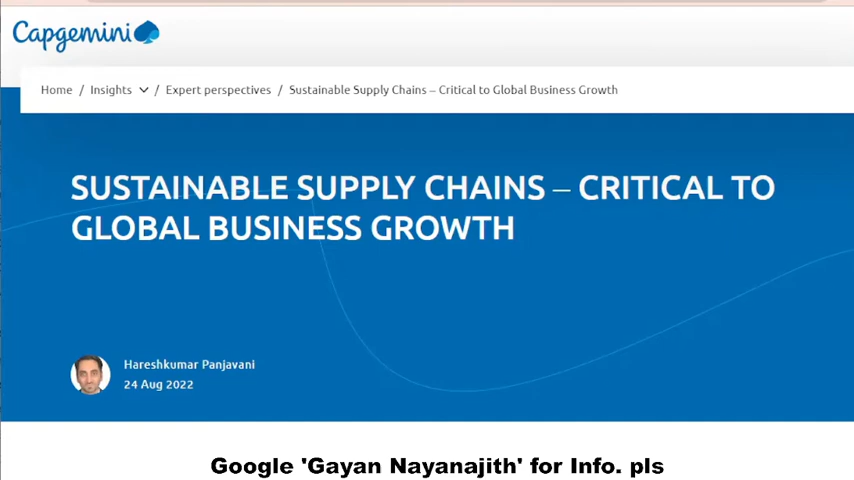 Capgemini
Home / Insights / Expert perspectives / Sustainable Supply Chains – Critical to Global Business Growth
SUSTAINABLE SUPPLY CHAINS – CRITICAL TO
GLOBAL BUSINESS GROWTH
Hareshkumar Panjavani
24 Aug 2022
Google 'Gayan Nayanajith' for Info. pls